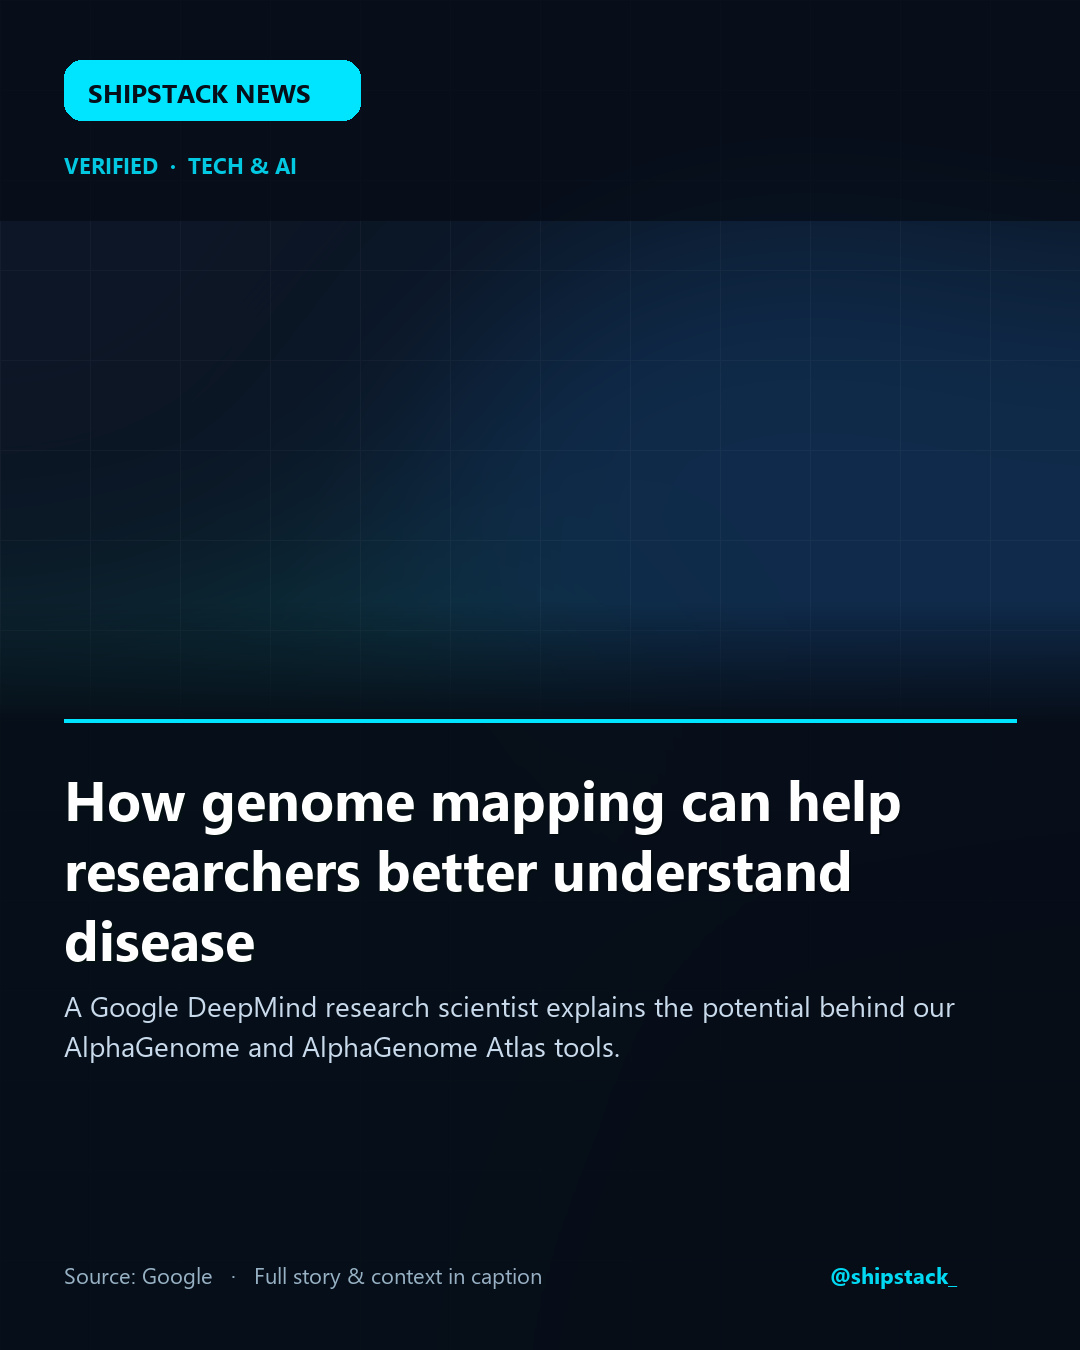 SHIPSTACK NEWS
VERIFIED · TECH & AI
How genome mapping can help
researchers better understand
disease
A Google DeepMind research scientist explains the potential behind our
AlphaGenome and AlphaGenome Atlas tools.
Source: Google · Full story & context in caption
@shipstack_